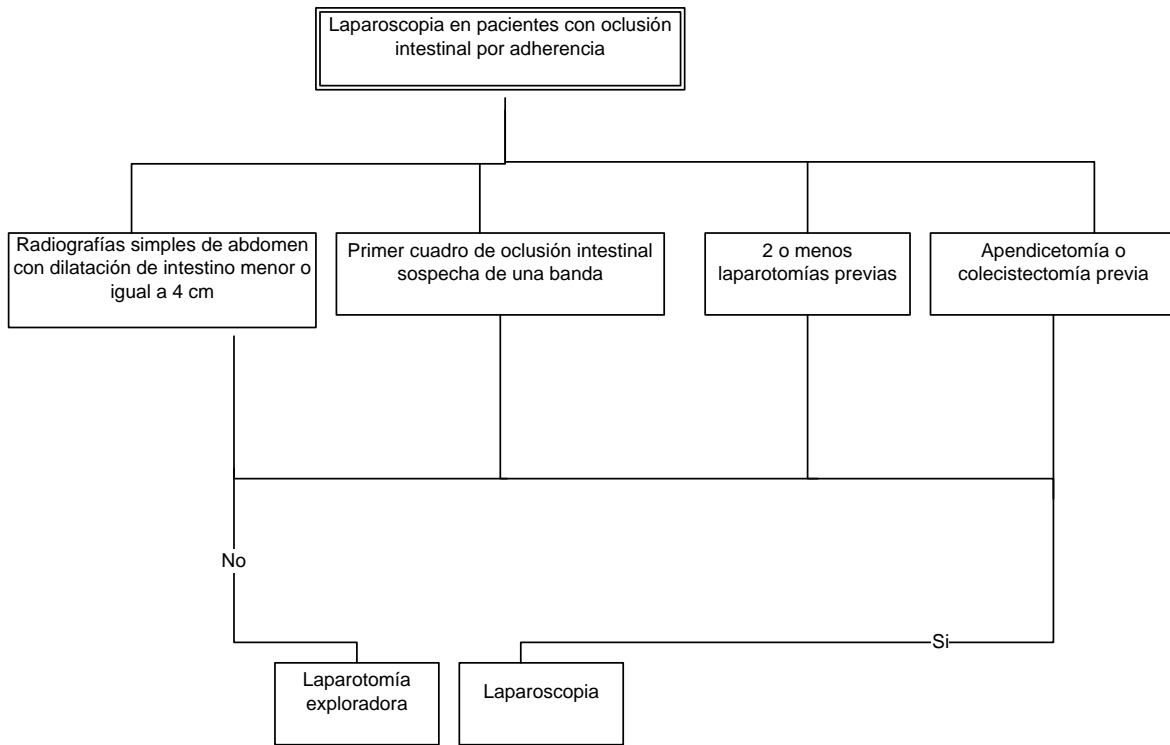 Laparoscopia en pacientes con oclusión
intestinal por adherencia
Radiografías simples de abdomen
con dilatación de intestino menor o
igual a 4 cm
Primer cuadro de oclusión intestinal
sospecha de una banda
2 o menos
laparotomías previas
Apendicetomía o
colecistectomía previa
No
Si
Laparotomía
exploradora
Laparoscopia